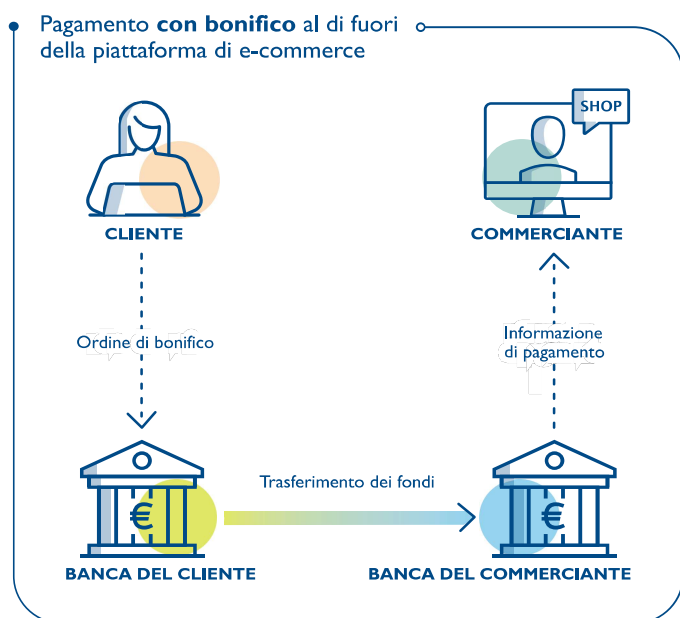 Pagamento con bonifico al di fuori
della piattaforma di e-commerce
SHOP
CLIENTE
COMMERCIANTE
Ordine di bonifico
Informazione
di pagamento
Trasferimento dei fondi
€
€
BANCA DEL CLIENTE
BANCA DEL COMMERCIANTE